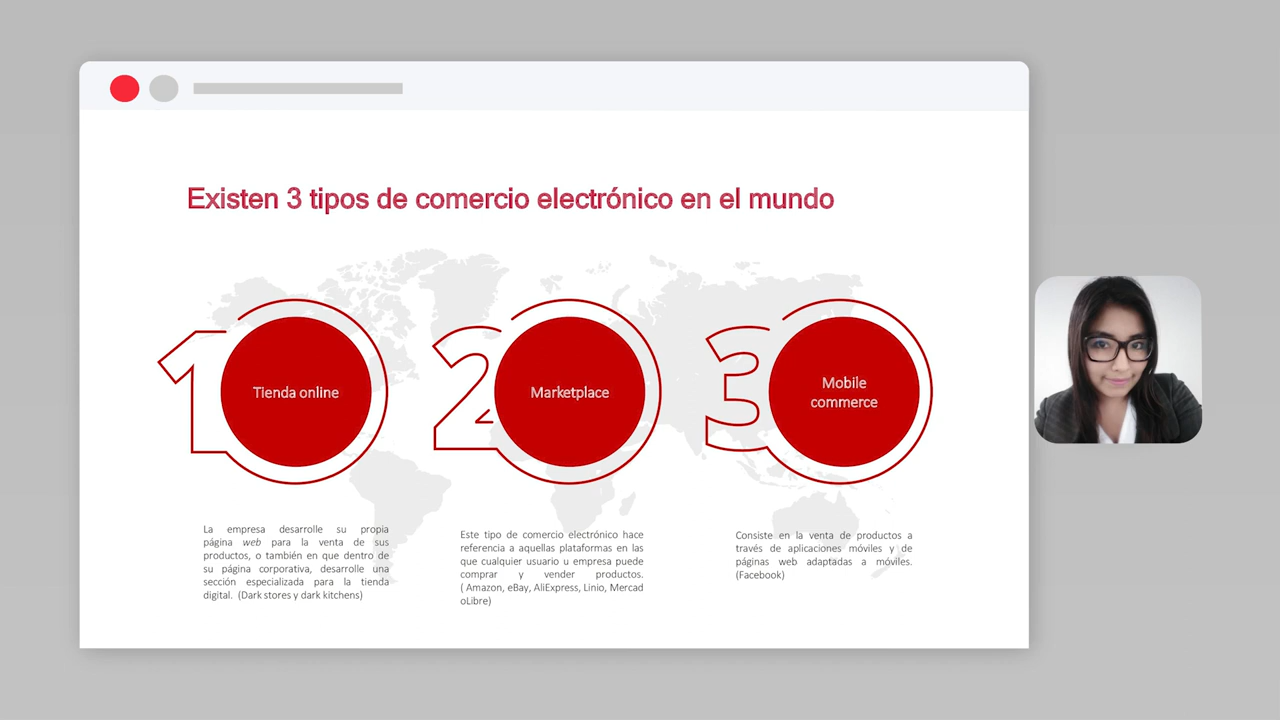 Existen 3 tipos de comercio electrónico en el mundo
1
Tienda online
2
Marketplace
3
Mobile
commerce
La empresa desarrolle su propia
página web para la venta de sus
productos, o también en que dentro de
su página corporativa, desarrolle una
sección especializada para la tienda
digital. (Dark stores y dark kitchens)
Este tipo de comercio electrónico hace
referencia a aquellas plataformas en las
que cualquier usuario u empresa puede
comprar y vender productos.
( Amazon, eBay, AliExpress, Linio, Mercad
oLibre)
Consiste en la venta de productos a
través de aplicaciones móviles y de
páginas web adaptadas a móviles.
(Facebook)